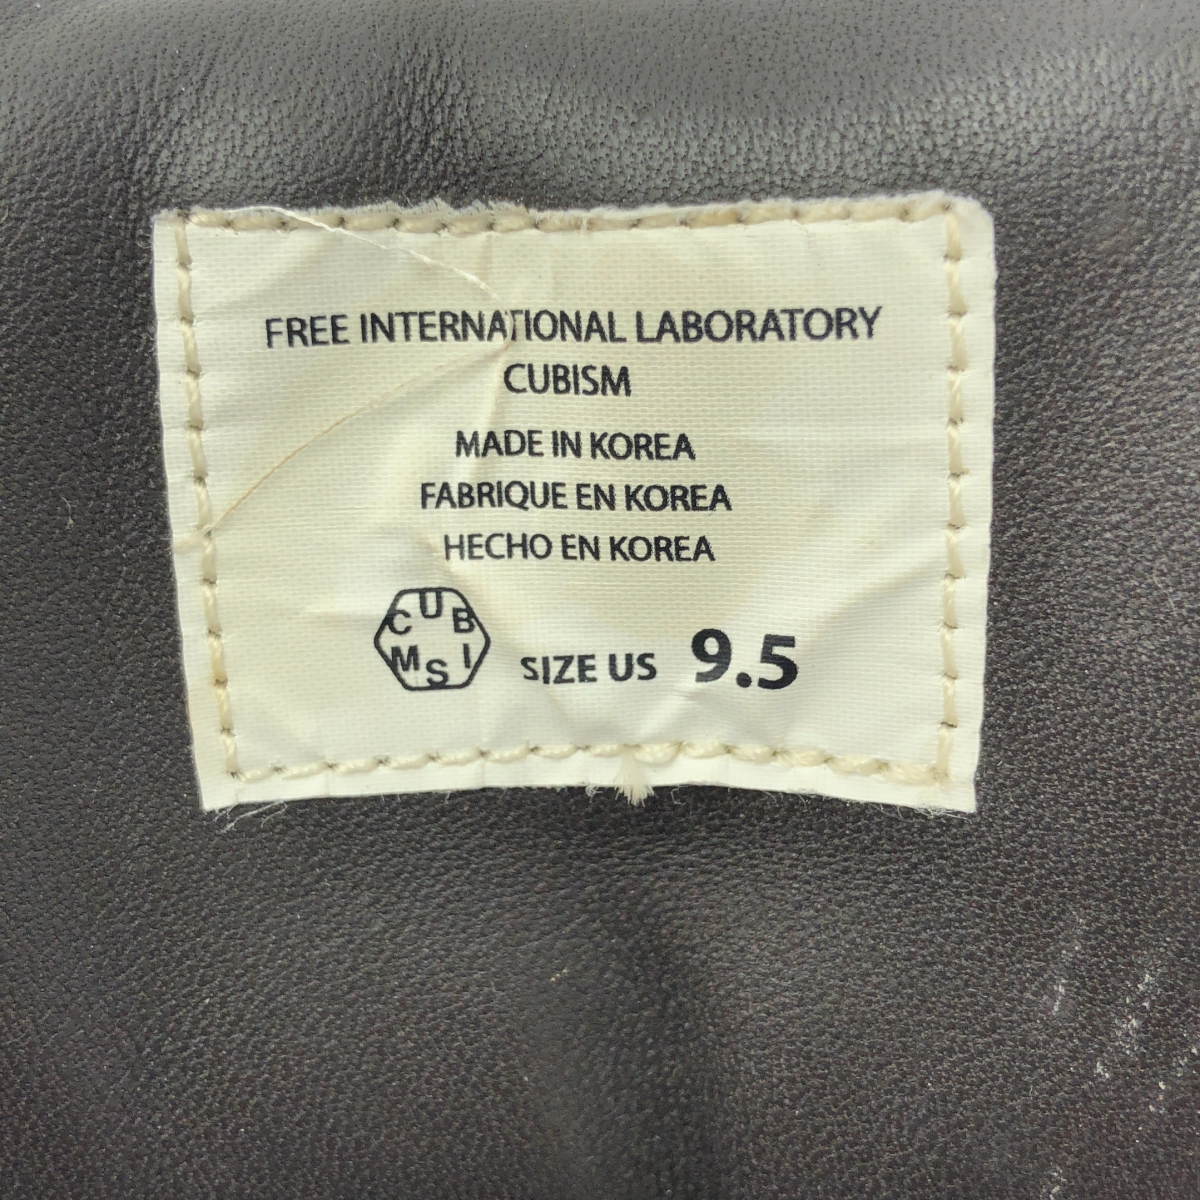 FREE INTERNATIONAL LABORATORY
CUBISM
MADE IN KOREA
FABRIQUE EN KOREA
HECHO EN KOREA
CUBISM
SIZE US 9.5